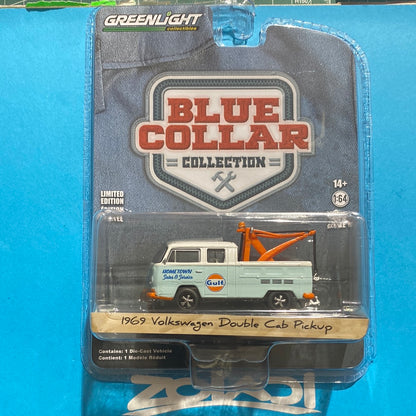 GREENLIGHT
collectibles
BLUE
COLLAR
COLLECTION
LIMITED
EDITION
14+
1:64
HOMETOWN
Sales & Service
Gulf
1969 Volkswagen Double Cab Pickup
Contains: 1 Die-Cast Vehicle
Contient: 1 Modèle Réduit